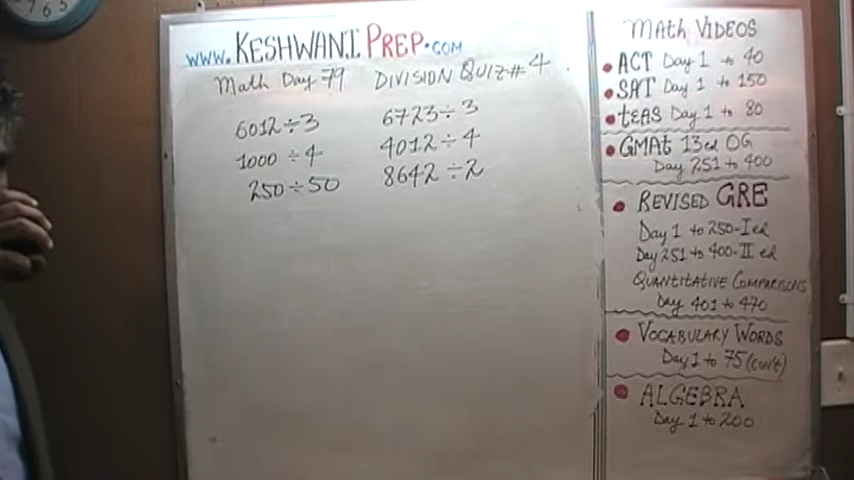 www.KESHWANI PREP.com
Math Day 79 DIVISION QUIZ # 4
6012÷3 6723÷3
1000÷4 4012÷4
250÷50 8642÷2
MAth VIDEOS
ACT Day 1 to 40
SAT Day 1 to 150
tEAS Day 1 to 80
GMAt 13ed OG
Day 251 to 400
REVISED GRE
Day 1 to 250-I ed
Day 251 to 400-II ed
QUANtitAtiVE COMPARISONS
Day 401 to 470
VOCABULARY WORDS
Day 1 to 75 (con't)
ALGEBRA
Day 1 to 200
7 6 5